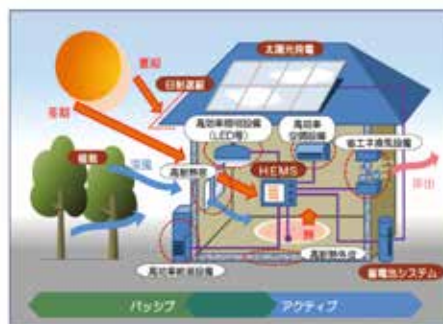 太陽光発電
夏期
日射遮蔽
冬期
高効率照明設備
(LED等)
高効率
空調設備
省エネ換気設備
植栽
涼風
高断熱窓
HEMS
排出
熱
高断熱外皮
高効率給湯設備
蓄電池システム
パッシブ
アクティブ